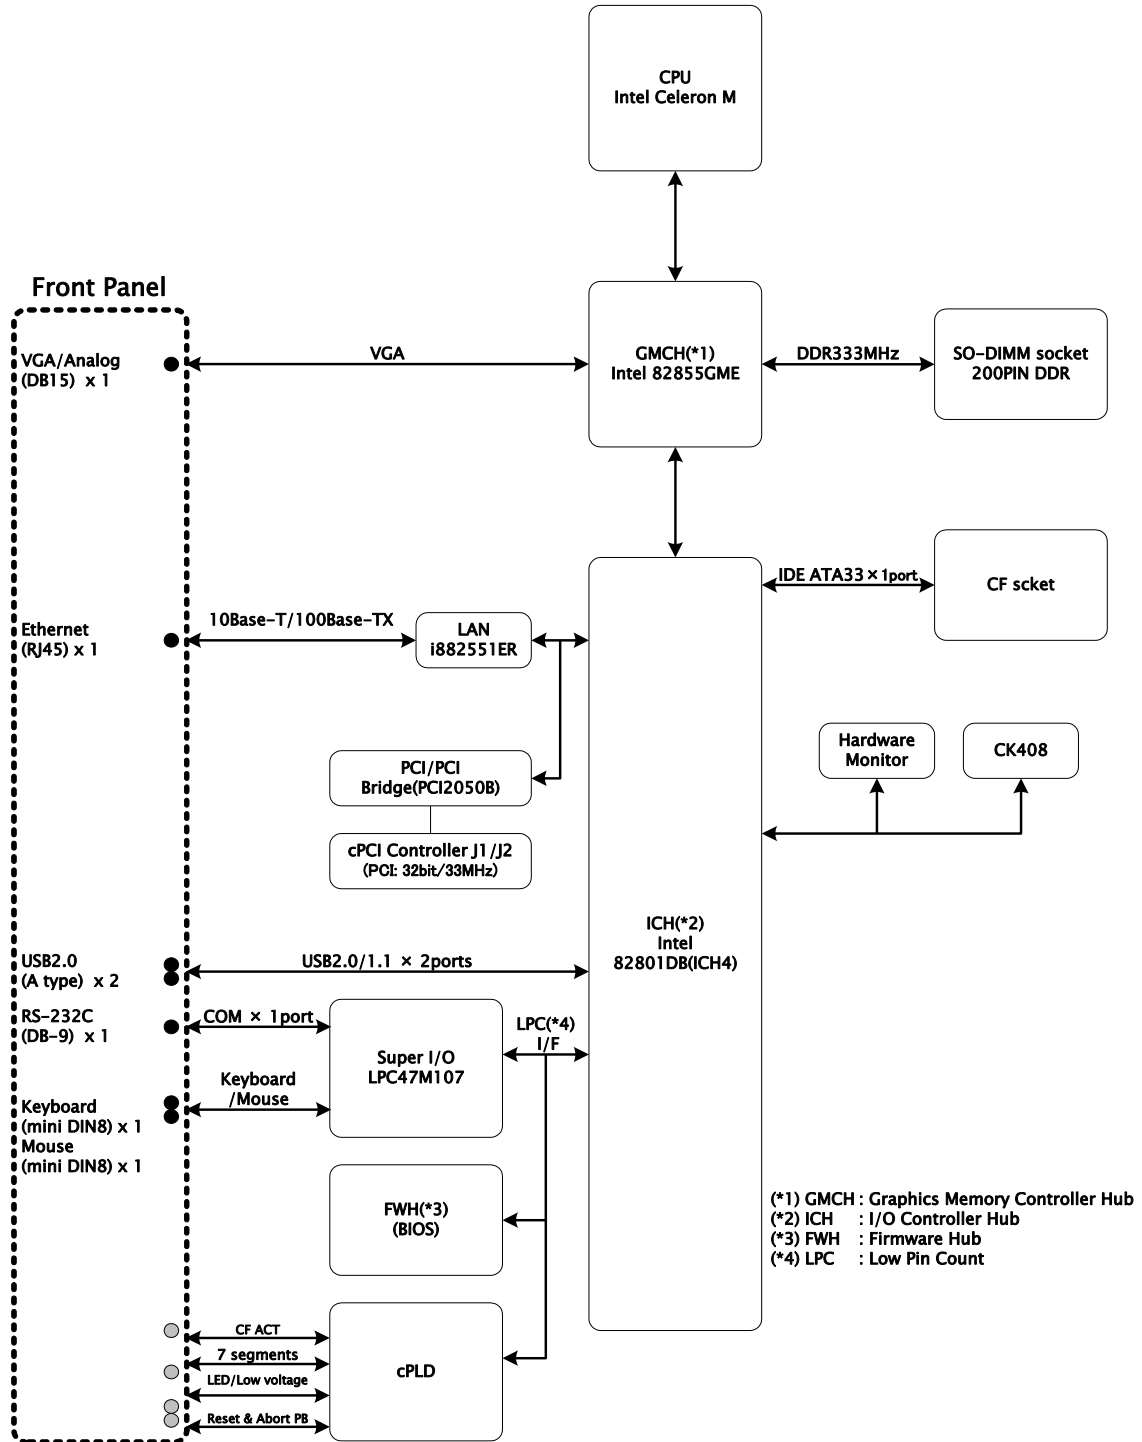 CPU
Intel Celeron M
Front Panel
VGA/Analog
(DB15) x 1
VGA
GMCH(*1)
Intel 82855GME
DDR333MHz
SO-DIMM socket
200PIN DDR
IDE ATA33×1port
CF scket
Ethernet
(RJ45) x 1
10Base-T/100Base-TX
LAN
i882551ER
PCI/PCI
Bridge(PCI2050B)
cPCI Controller J1/J2
(PCI: 32bit/33MHz)
Hardware
Monitor
CK408
ICH(*2)
Intel
82801DB(ICH4)
USB2.0
(A type) x 2
USB2.0/1.1 × 2ports
RS-232C
(DB-9) x 1
COM × 1port
Super I/O
LPC47M107
LPC(*4)
I/F
Keyboard
/Mouse
Keyboard
(mini DIN8) x 1
Mouse
(mini DIN8) x 1
FWH(*3)
(BIOS)
(*1) GMCH : Graphics Memory Controller Hub
(*2) ICH : I/O Controller Hub
(*3) FWH : Firmware Hub
(*4) LPC : Low Pin Count
CF ACT
7 segments
LED/Low voltage
Reset & Abort PB
cPLD